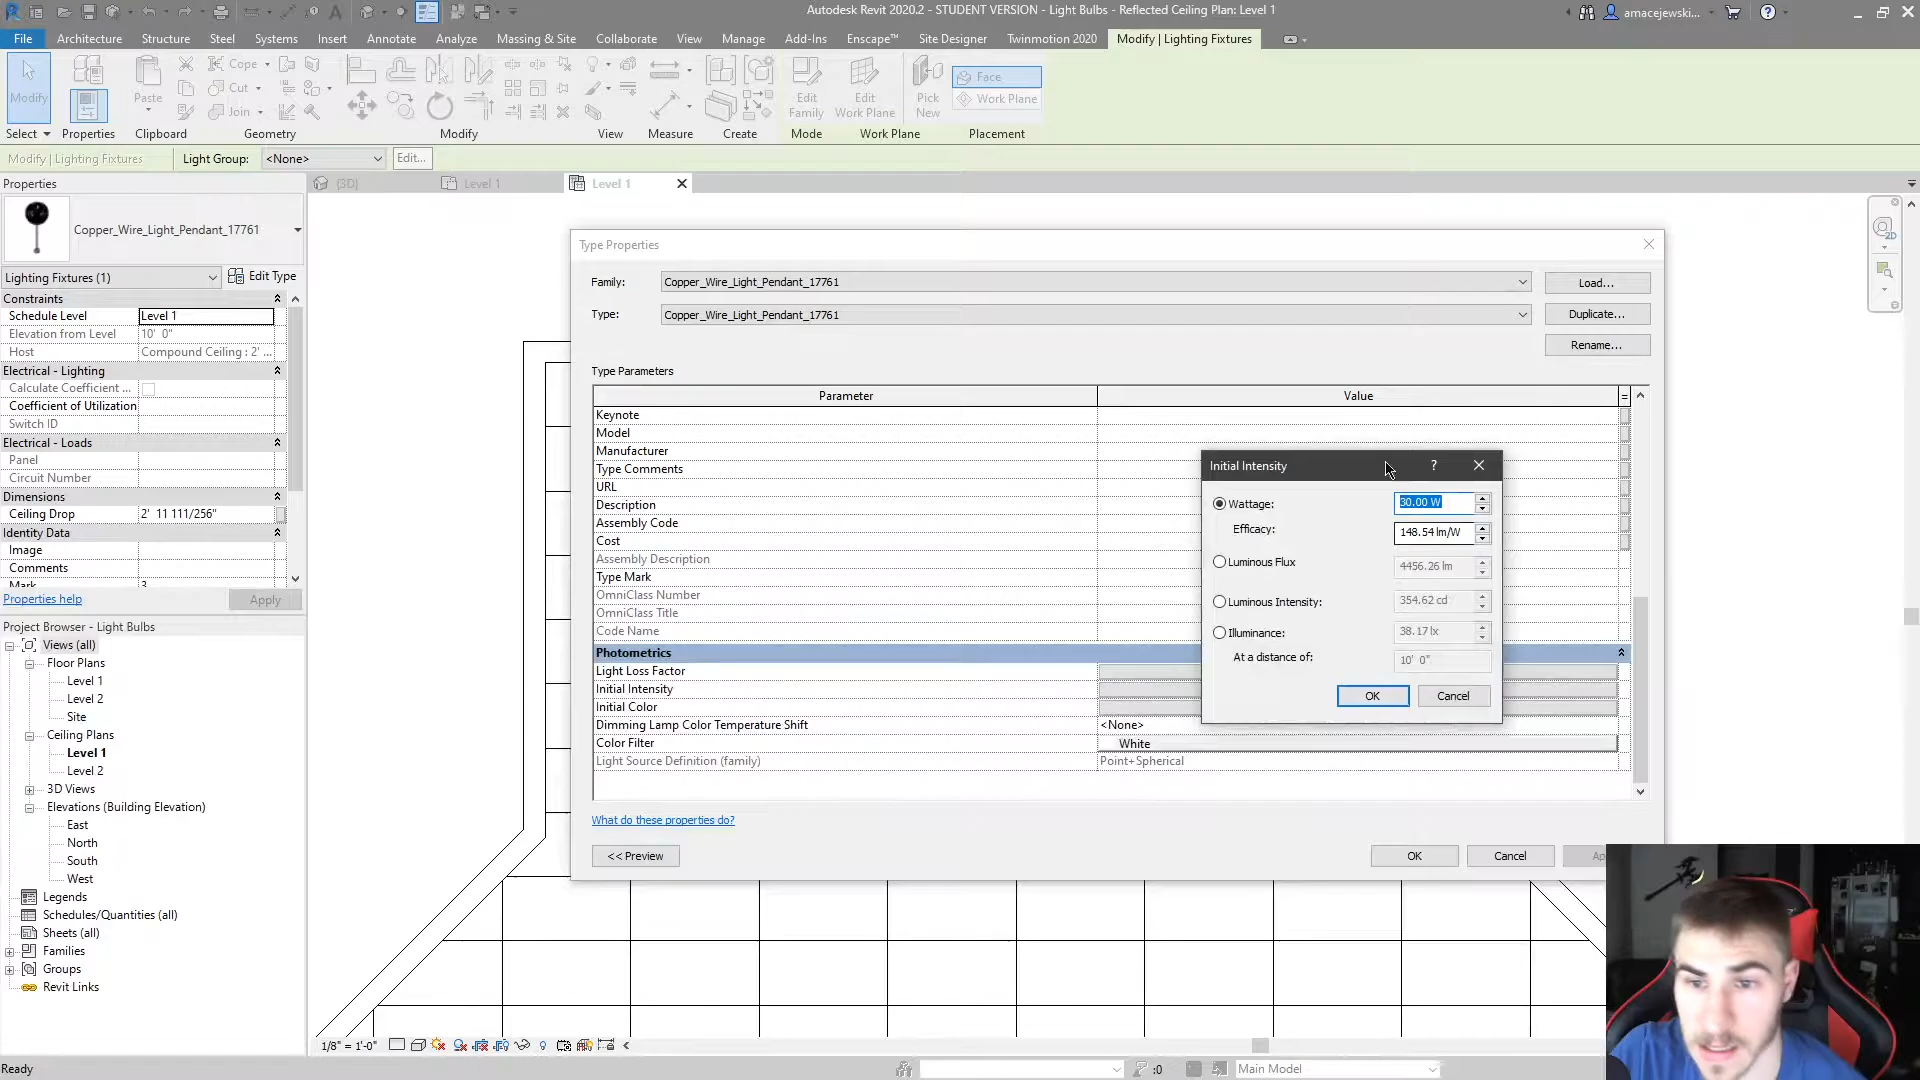 Autodesk Revit 2020.2 - STUDENT VERSION - Light Bulbs - Reflected Ceiling Plan: Level 1
amacejewski...
File Architecture Structure Steel Systems Insert Annotate Analyze Massing & Site Collaborate View Manage Add-Ins Enscape™ Site Designer Twinmotion 2020 Modify | Lighting Fixtures
Modify
Paste
Cope
Cut
Join
Edit Family
Edit Work Plane
Pick New
Face
Work Plane
Select Properties Clipboard Geometry Modify View Measure Create Mode Work Plane Placement
Modify | Lighting Fixtures Light Group: <None> Edit...
Properties
{3D} Level 1 Level 1
Copper_Wire_Light_Pendant_17761
Lighting Fixtures (1) Edit Type
Constraints
Schedule Level Level 1
Elevation from Level 10' 0"
Host Compound Ceiling : 2' ...
Electrical - Lighting
Calculate Coefficient ...
Coefficient of Utilization
Switch ID
Electrical - Loads
Panel
Circuit Number
Dimensions
Ceiling Drop 2' 11 111/256"
Identity Data
Image
Comments
Mark 3
Properties help Apply
Project Browser - Light Bulbs
Views (all)
Floor Plans
Level 1
Level 2
Site
Ceiling Plans
Level 1
Level 2
3D Views
Elevations (Building Elevation)
East
North
South
West
Legends
Schedules/Quantities (all)
Sheets (all)
Families
Groups
Revit Links
Type Properties
Family: Copper_Wire_Light_Pendant_17761 Load...
Type: Copper_Wire_Light_Pendant_17761 Duplicate...
Rename...
Type Parameters
Parameter Value =
Keynote
Model
Manufacturer
Type Comments
URL
Description
Assembly Code
Cost
Assembly Description
Type Mark
OmniClass Number
OmniClass Title
Code Name
Photometrics
Light Loss Factor
Initial Intensity
Initial Color
Dimming Lamp Color Temperature Shift <None>
Color Filter White
Light Source Definition (family) Point+Spherical
What do these properties do?
<< Preview OK Cancel
Initial Intensity ?
Wattage: 30.00 W
Efficacy: 148.54 lm/W
Luminous Flux 4456.26 lm
Luminous Intensity: 354.62 cd
Illuminance: 38.17 lx
At a distance of: 10' 0"
OK Cancel
2D
1/8" = 1'-0"
Ready :0 Main Model